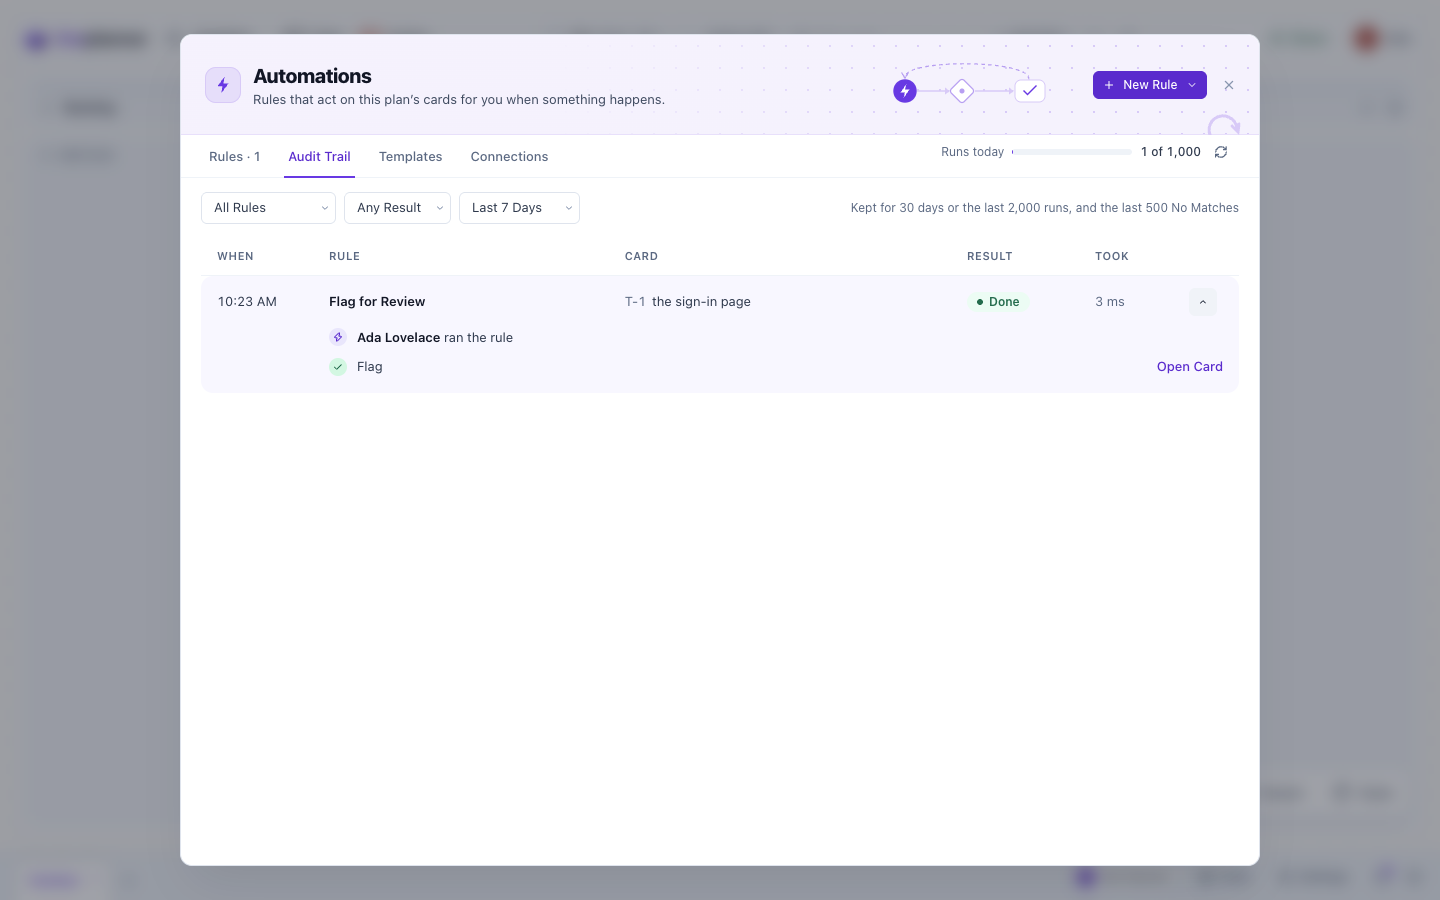 Automations
Rules that act on this plan's cards for you when something happens.
New Rule
Rules · 1
Audit Trail
Templates
Connections
Runs today
1 of 1,000
All Rules
Any Result
Last 7 Days
Kept for 30 days or the last 2,000 runs, and the last 500 No Matches
WHEN
RULE
CARD
RESULT
TOOK
10:23 AM
Flag for Review
T-1 the sign-in page
Done
3 ms
Ada Lovelace ran the rule
Flag
Open Card